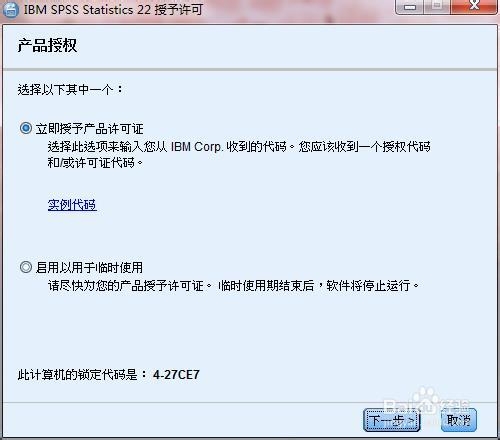 IBM SPSS Statistics 22 授予许可
产品授权
选择以下其中一个：
立即授予产品许可证
选择此选项来输入您从 IBM Corp. 收到的代码。您应该收到一个授权代码
和/或许可证代码。
实例代码
启用以用于临时使用
请尽快为您的产品授予许可证。 临时使用期结束后，软件将停止运行。
此计算机的锁定代码是： 4-27CE7
下一步 >
取消
Baidu 经验